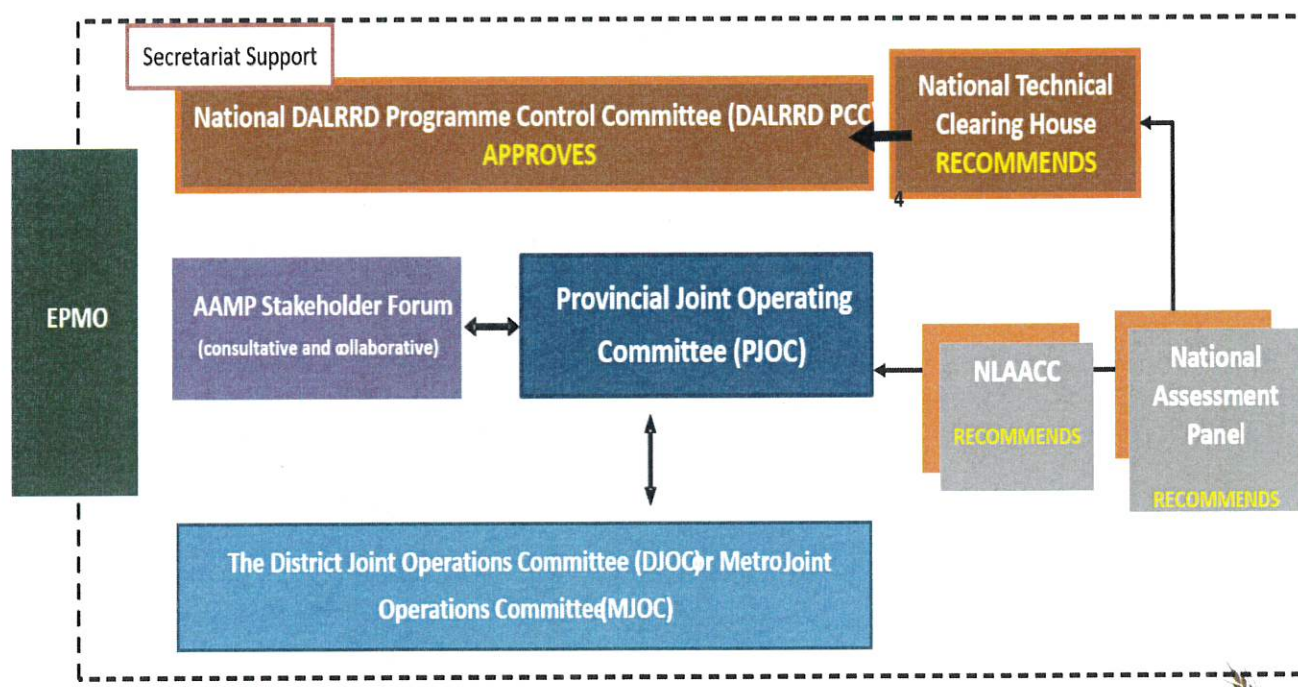 Secretariat Support
National DALRRD Programme Control Committee (DALRRD PCC)
APPROVES
National Technical
Clearing House
RECOMMENDS
4
EPMO
AAMP Stakeholder Forum
(consultative and collaborative)
Provincial Joint Operating
Committee (PJOC)
NLAACC
RECOMMENDS
National
Assessment
Panel
RECOMMENDS
The District Joint Operations Committee (DJOC)or Metro Joint
Operations Committee(MJOC)